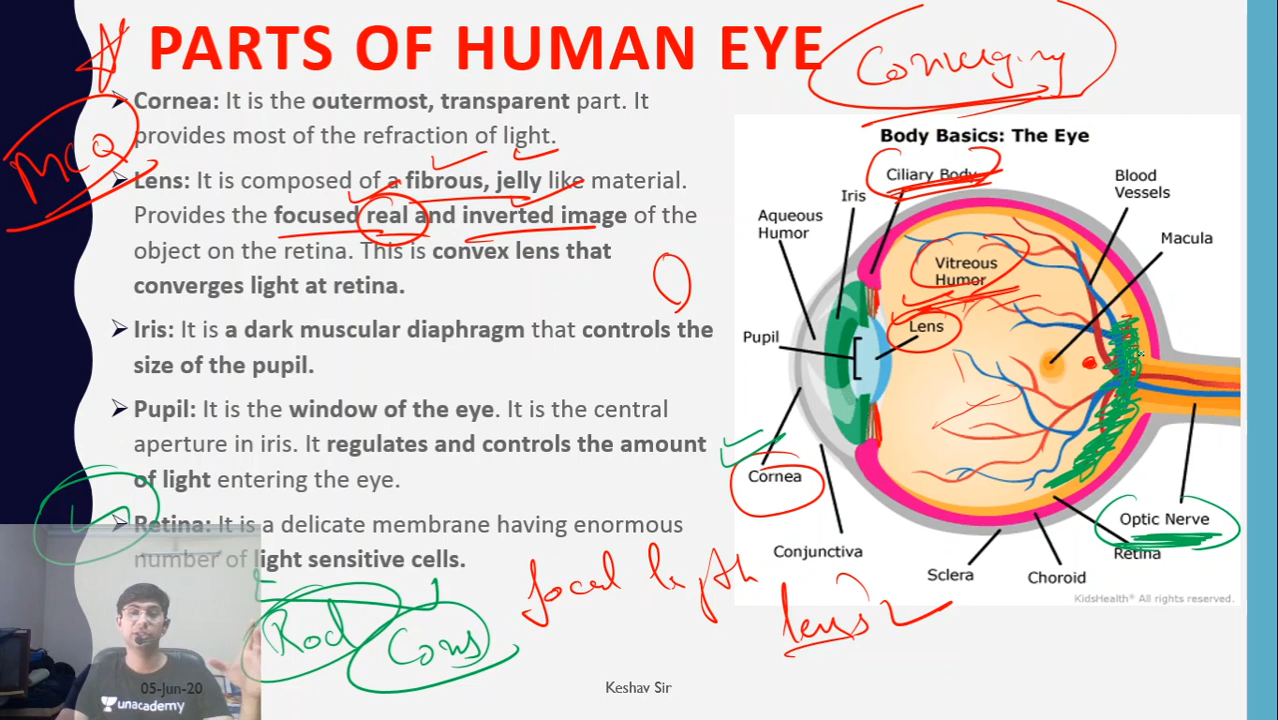 PARTS OF HUMAN EYE
Converging
Cornea: It is the outermost, transparent part. It
provides most of the refraction of light.
MCQ
Lens: It is composed of a fibrous, jelly like material.
Provides the focused real and inverted image of the
object on the retina. This is convex lens that
converges light at retina.
Iris: It is a dark muscular diaphragm that controls the
size of the pupil.
Pupil: It is the window of the eye. It is the central
aperture in iris. It regulates and controls the amount
of light entering the eye.
Retina: It is a delicate membrane having enormous
number of light sensitive cells.
Rod
Cons
focal length
lens
Body Basics: The Eye
Ciliary Body
Blood
Vessels
Iris
Aqueous
Humor
Macula
Vitreous
Humor
Lens
Pupil
Cornea
Optic Nerve
Conjunctiva
Retina
Sclera
Choroid
KidsHealth® All rights reserved.
unacademy
05-Jun-20
Keshav Sir